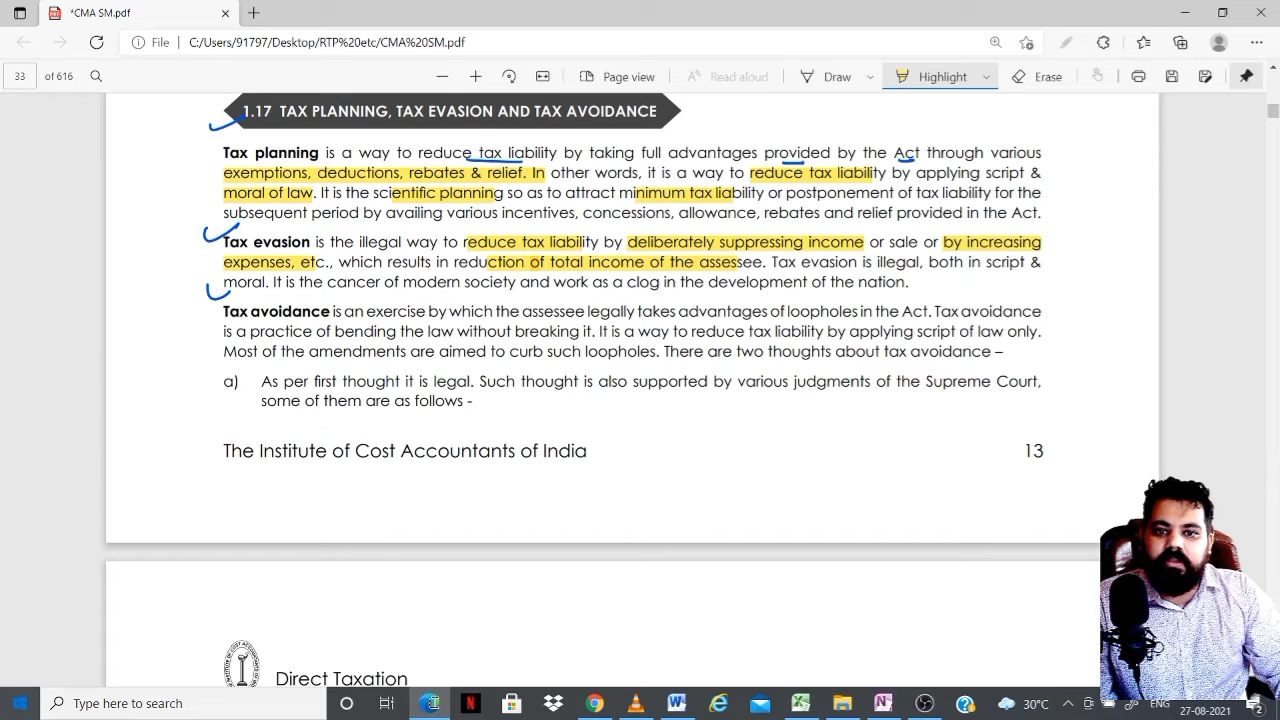 *CMA SM.pdf
File C:/Users/91797/Desktop/RTP%20etc/CMA%20SM.pdf
33 of 616 Page view Read aloud Draw Highlight Erase
1.17 TAX PLANNING, TAX EVASION AND TAX AVOIDANCE
Tax planning is a way to reduce tax liability by taking full advantages provided by the Act through various
exemptions, deductions, rebates & relief. In other words, it is a way to reduce tax liability by applying script &
moral of law. It is the scientific planning so as to attract minimum tax liability or postponement of tax liability for the
subsequent period by availing various incentives, concessions, allowance, rebates and relief provided in the Act.
Tax evasion is the illegal way to reduce tax liability by deliberately suppressing income or sale or by increasing
expenses, etc., which results in reduction of total income of the assessee. Tax evasion is illegal, both in script &
moral. It is the cancer of modern society and work as a clog in the development of the nation.
Tax avoidance is an exercise by which the assessee legally takes advantages of loopholes in the Act. Tax avoidance
is a practice of bending the law without breaking it. It is a way to reduce tax liability by applying script of law only.
Most of the amendments are aimed to curb such loopholes. There are two thoughts about tax avoidance –
a) As per first thought it is legal. Such thought is also supported by various judgments of the Supreme Court,
some of them are as follows -
The Institute of Cost Accountants of India 13
Direct Taxation
Type here to search 30°C ENG
27-08-2021